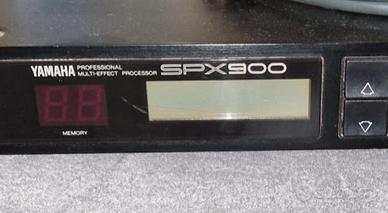 YAMAHA PROFESSIONAL MULTI-EFFECT PROCESSOR SPX900
MEMORY